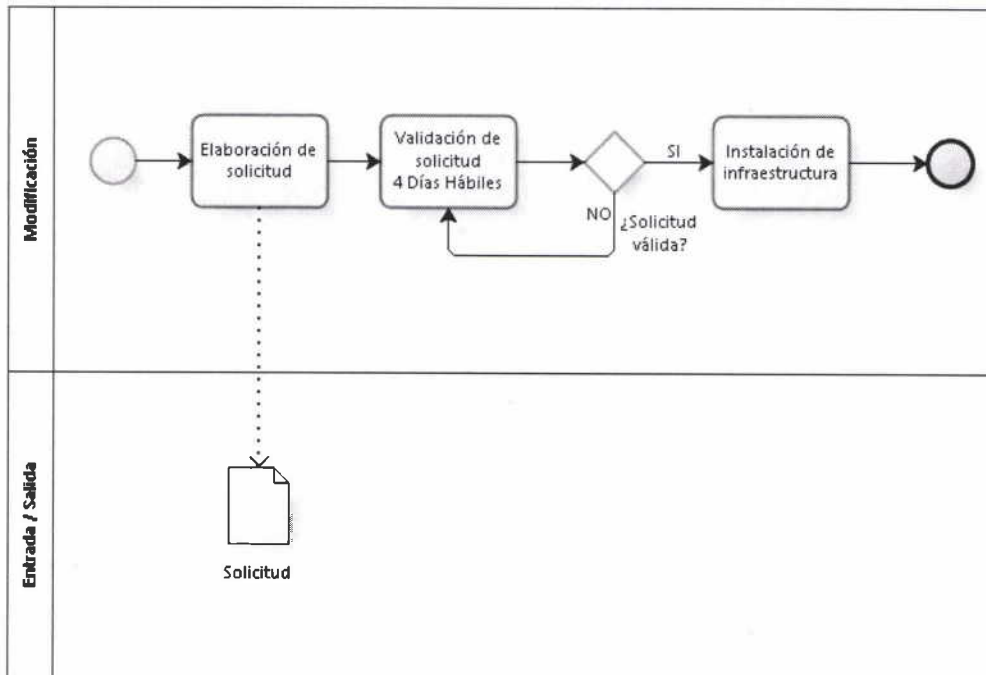 Modificación
Elaboración de
solicitud
Validación de
solicitud
4 Días Hábiles
SI
NO
¿Solicitud
válida?
Instalación de
infraestructura
Entrada / Salida
Solicitud